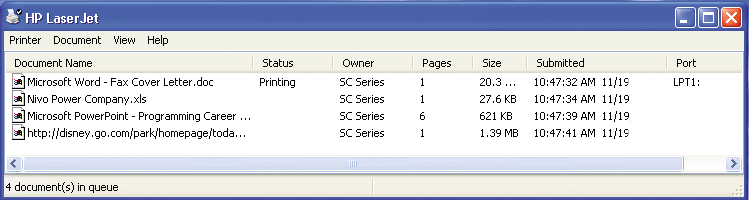 HP LaserJet
Printer Document View Help
Document Name Status Owner Pages Size Submitted Port
Microsoft Word - Fax Cover Letter.doc Printing SC Series 1 20.3 ... 10:47:32 AM 11/19 LPT1:
Nivo Power Company.xls SC Series 1 27.6 KB 10:47:34 AM 11/19
Microsoft PowerPoint - Programming Career ... SC Series 6 621 KB 10:47:39 AM 11/19
http://disney.go.com/park/homepage/toda... SC Series 1 1.39 MB 10:47:41 AM 11/19
4 document(s) in queue